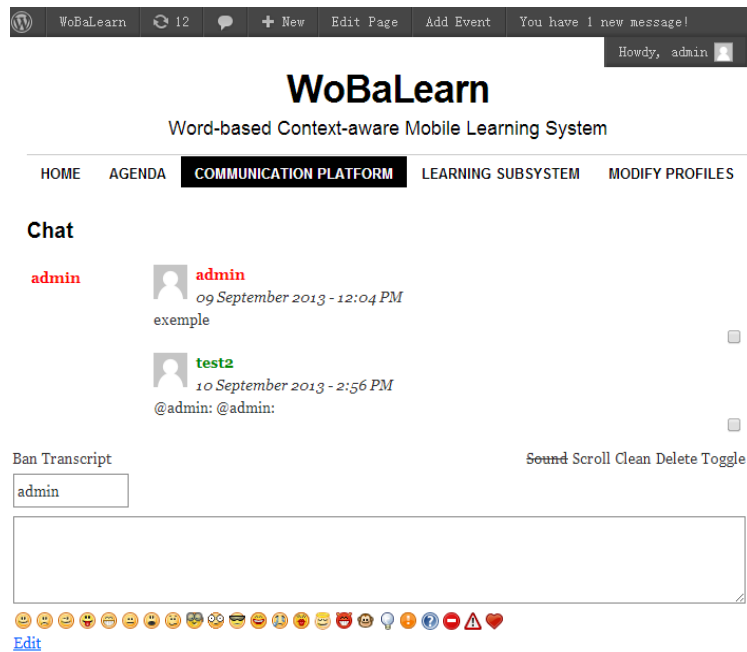 WoBaLearn 12 New Edit Page Add Event You have 1 new message!
Howdy, admin
WoBaLearn
Word-based Context-aware Mobile Learning System
HOME AGENDA COMMUNICATION PLATFORM LEARNING SUBSYSTEM MODIFY PROFILES
Chat
admin
admin
09 September 2013 - 12:04 PM
exemple
test2
10 September 2013 - 2:56 PM
@admin: @admin:
Ban Transcript Sound Scroll Clean Delete Toggle
admin
Edit